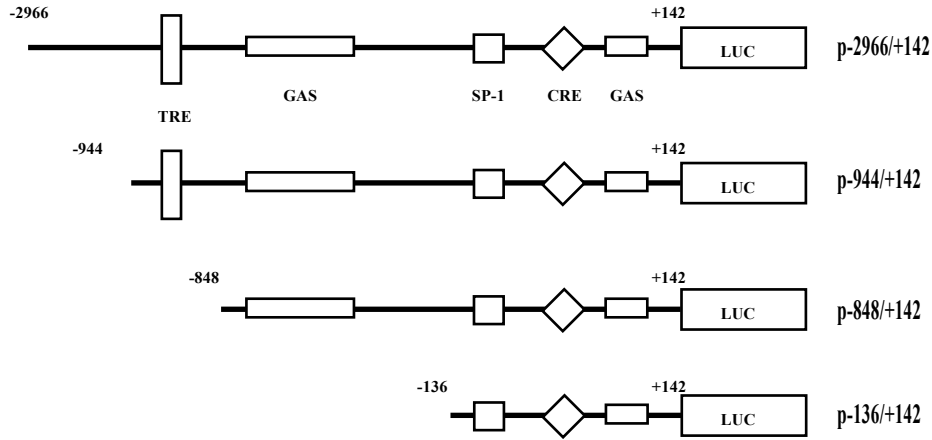 -2966
+142
LUC
p-2966/+142
TRE
GAS
SP-1
CRE
GAS
-944
+142
LUC
p-944/+142
-848
+142
LUC
p-848/+142
-136
+142
LUC
p-136/+142